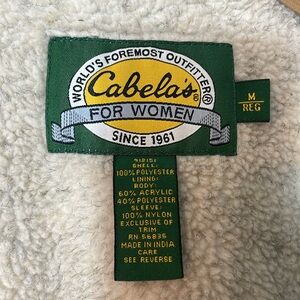 WORLD'S FOREMOST OUTFITTER®
Cabela's®
FOR WOMEN
SINCE 1961
M
REG
SHELL:
100% POLYESTER
LINING:
BODY:
60% ACRYLIC
40% POLYESTER
SLEEVE:
100% NYLON
EXCLUSIVE OF
TRIM
RN 56835
MADE IN INDIA
CARE
SEE REVERSE